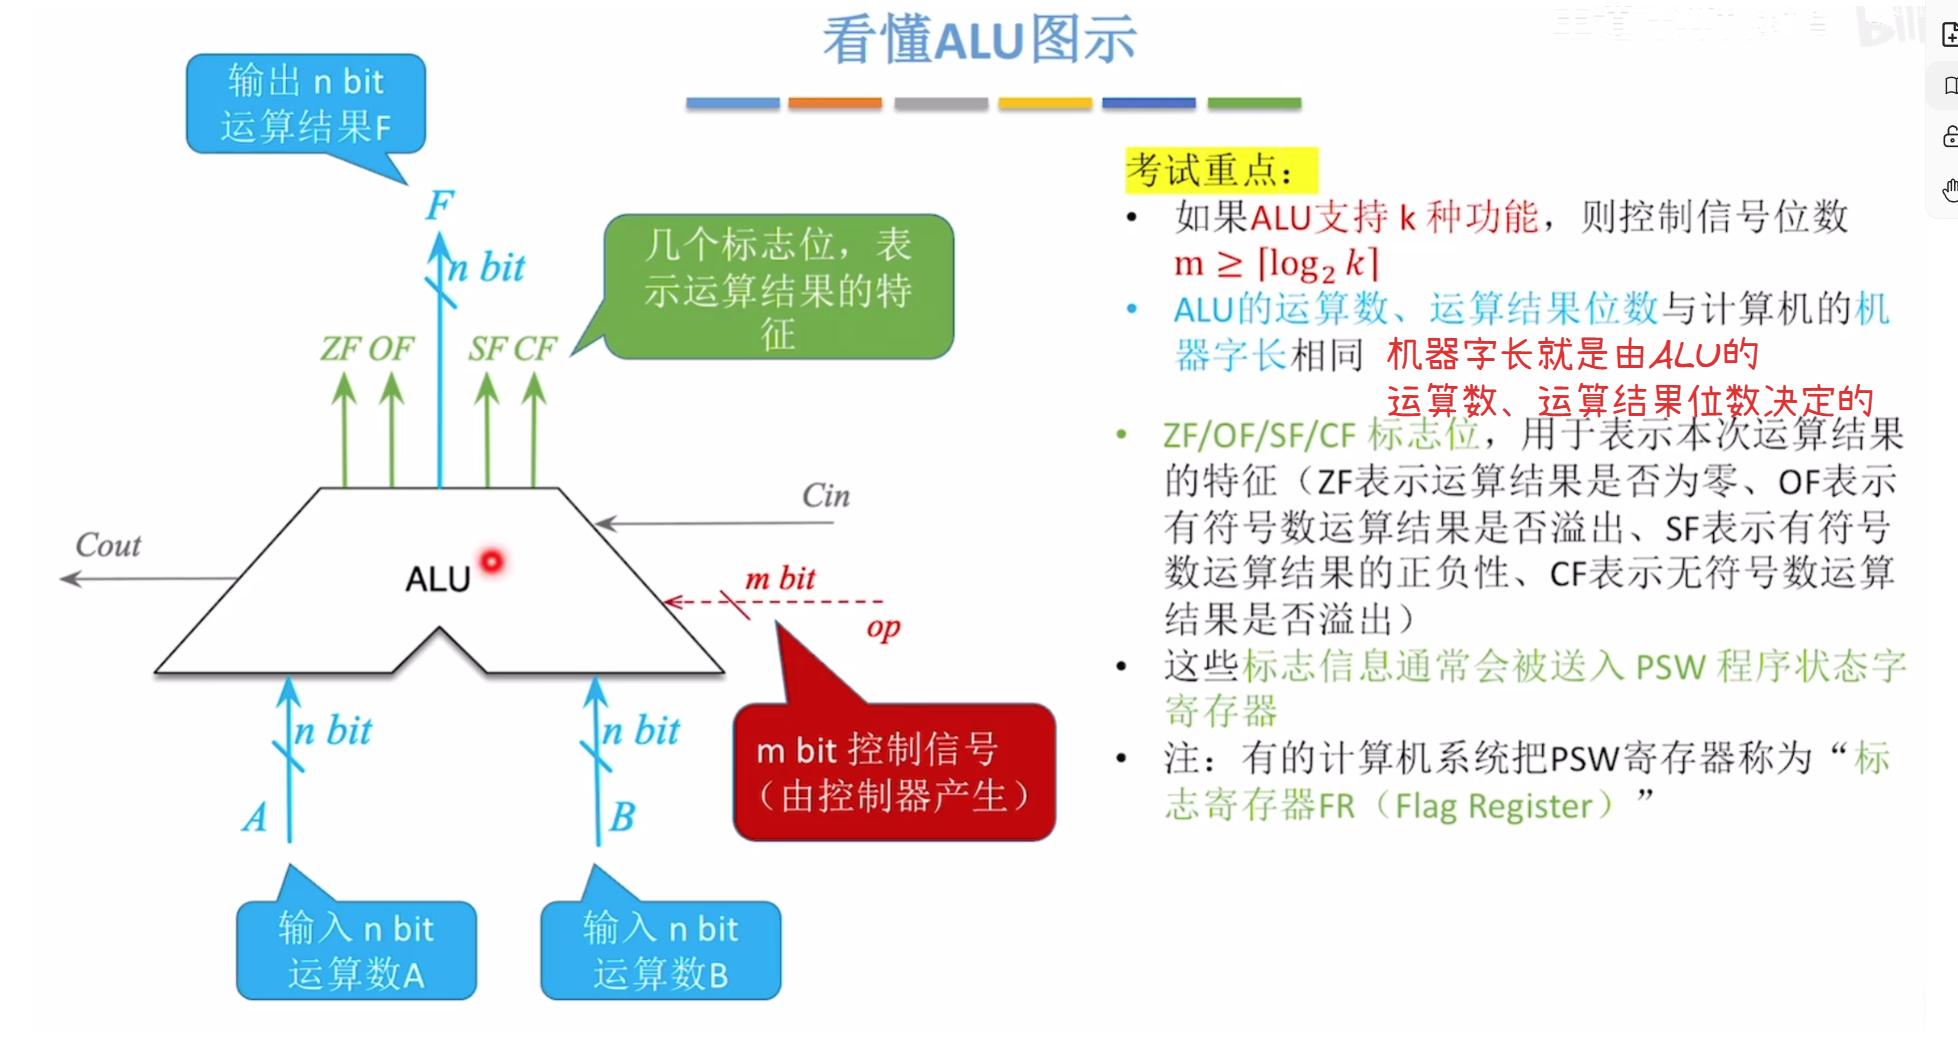 看懂ALU图示
输出 n bit
运算结果F
F
n bit
几个标志位，表
示运算结果的特
征
ZF OF SF CF
Cin
Cout
ALU
m bit
op
n bit
n bit
A
B
m bit 控制信号
（由控制器产生）
输入 n bit
运算数A
输入 n bit
运算数B
考试重点：
• 如果ALU支持 k 种功能，则控制信号位数
m ≥ ⌈log₂ k⌉
• ALU的运算数、运算结果位数与计算机的机
器字长相同
机器字长就是由ALU的
运算数、运算结果位数决定的
• ZF/OF/SF/CF 标志位，用于表示本次运算结果
的特征（ZF表示运算结果是否为零、OF表示
有符号数运算结果是否溢出、SF表示有符号
数运算结果的正负性、CF表示无符号数运算
结果是否溢出）
• 这些标志信息通常会被送入 PSW 程序状态字
寄存器
• 注：有的计算机系统把PSW寄存器称为“标
志寄存器FR（Flag Register）”